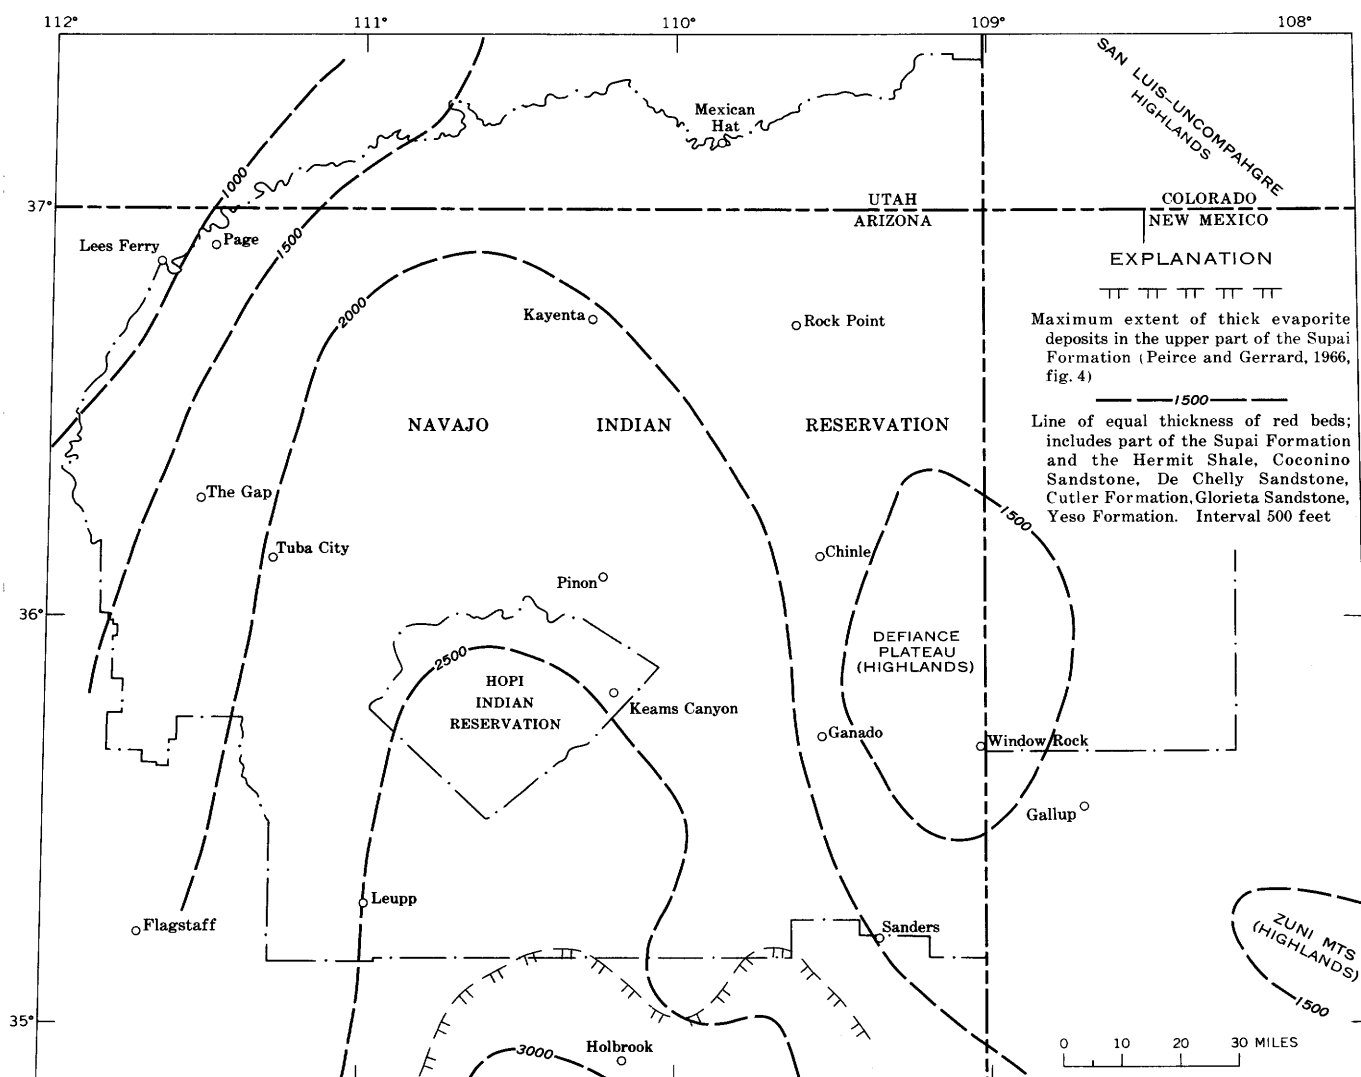 112°
111°
110°
109°
108°
SAN LUIS–UNCOMPAHGRE
HIGHLANDS
Mexican
Hat
1000
37°
UTAH
COLORADO
ARIZONA
NEW MEXICO
Lees Ferry
Page
1500
EXPLANATION
2000
Kayenta
Rock Point
Maximum extent of thick evaporite
deposits in the upper part of the Supai
Formation (Peirce and Gerrard, 1966,
fig. 4)
1500
NAVAJO INDIAN RESERVATION
Line of equal thickness of red beds;
includes part of the Supai Formation
and the Hermit Shale, Coconino
Sandstone, De Chelly Sandstone,
Cutler Formation, Glorieta Sandstone,
Yeso Formation. Interval 500 feet
The Gap
1500
Tuba City
Chinle
Pinon
36°
DEFIANCE
PLATEAU
(HIGHLANDS)
2500
HOPI
INDIAN
RESERVATION
Keams Canyon
Ganado
Window Rock
Gallup
Leupp
Flagstaff
Sanders
ZUNI MTS
(HIGHLANDS)
1500
35°
Holbrook
3000
0 10 20 30 MILES